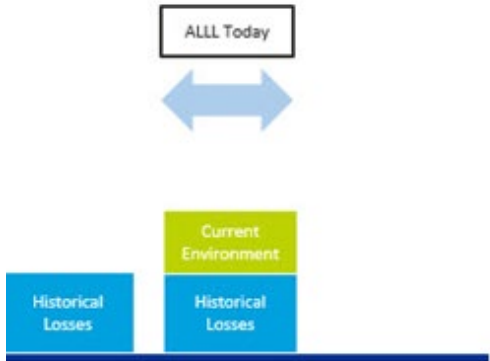 ALLL Today
Current
Environment
Historical
Losses
Historical
Losses